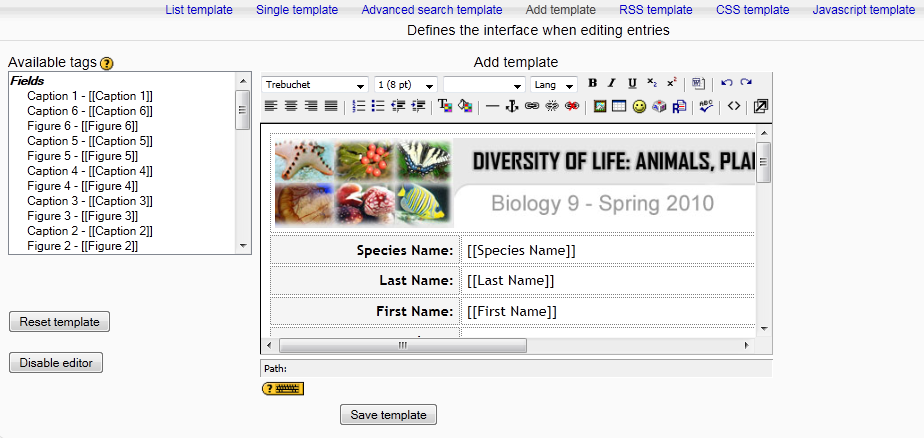 List template Single template Advanced search template Add template RSS template CSS template Javascript template
Defines the interface when editing entries
Available tags ?
Add template
Fields
Caption 1 - [[Caption 1]]
Caption 6 - [[Caption 6]]
Figure 6 - [[Figure 6]]
Caption 5 - [[Caption 5]]
Figure 5 - [[Figure 5]]
Caption 4 - [[Caption 4]]
Figure 4 - [[Figure 4]]
Caption 3 - [[Caption 3]]
Figure 3 - [[Figure 3]]
Caption 2 - [[Caption 2]]
Figure 2 - [[Figure 2]]
Trebuchet 1 (8 pt) Lang B I U x₂ x²
DIVERSITY OF LIFE: ANIMALS, PLA
Biology 9 - Spring 2010
Species Name: [[Species Name]]
Last Name: [[Last Name]]
First Name: [[First Name]]
Reset template
Disable editor
Path:
?
Save template